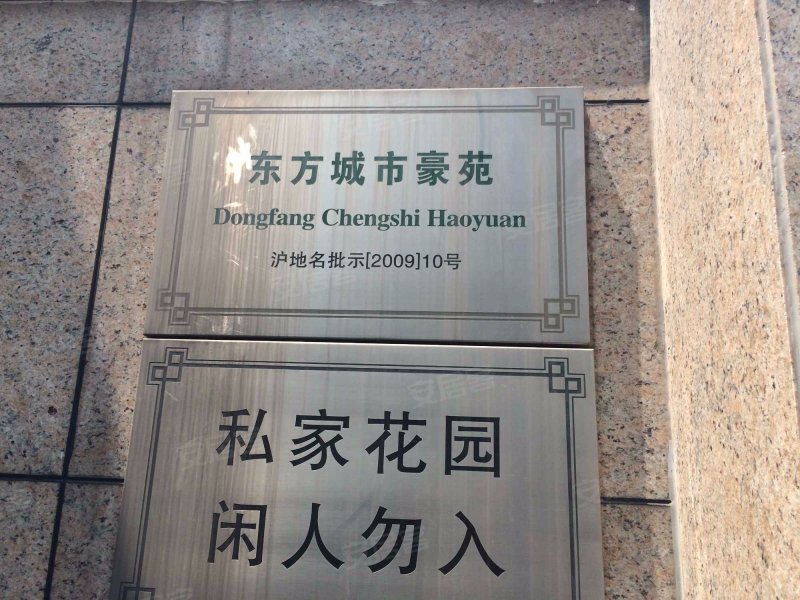 东方城市豪苑
Dongfang Chengshi Haoyuan
沪地名批示[2009]10号
私家花园
闲人勿入